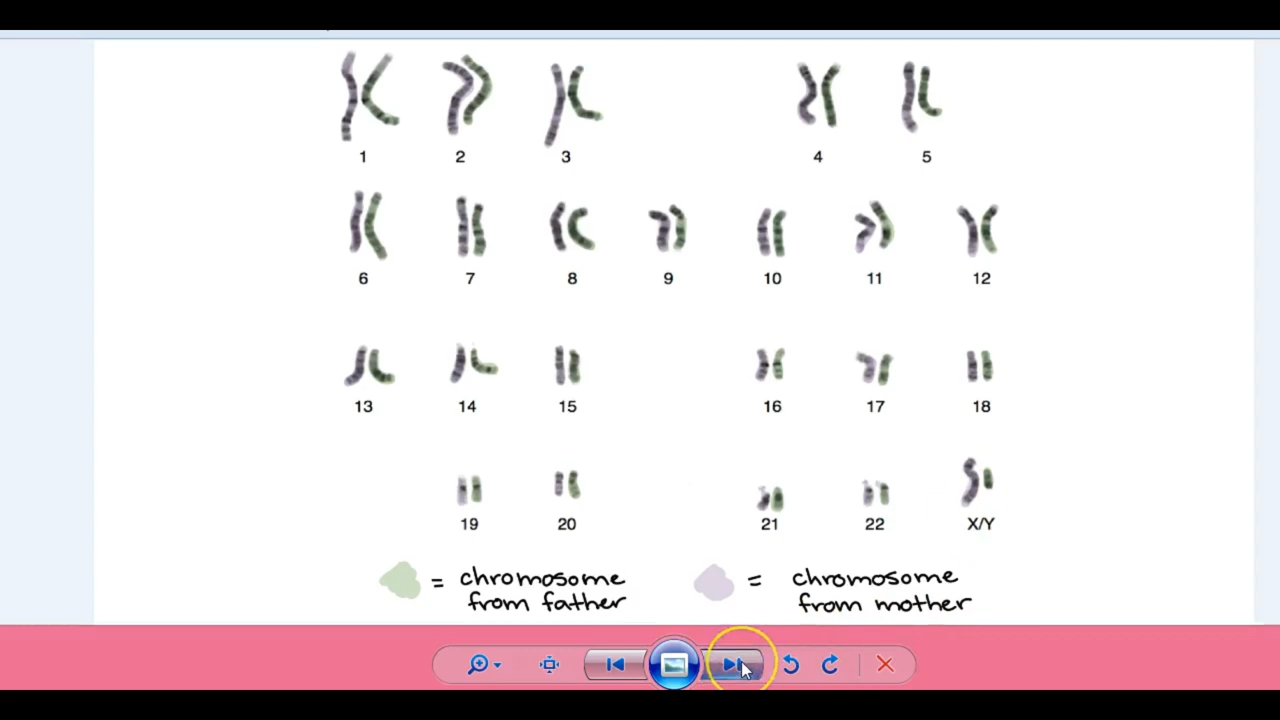 1 2 3 4 5
6 7 8 9 10 11 12
13 14 15 16 17 18
19 20 21 22 X/Y
= chromosome from father
= chromosome from mother